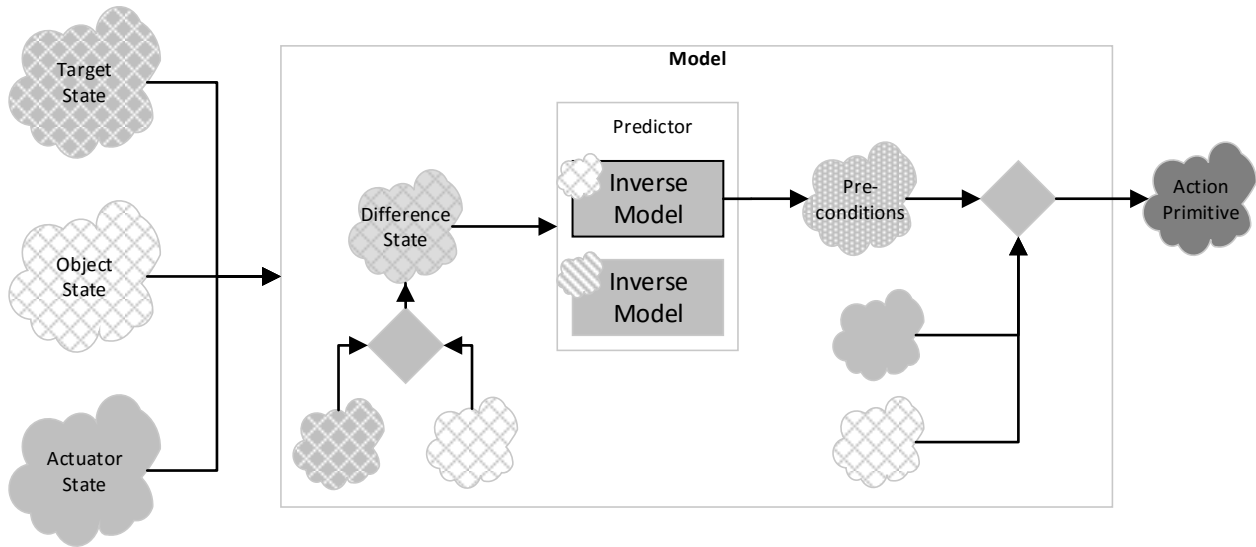 Model
Target
State
Predictor
Inverse
Model
Difference
State
Pre-
conditions
Action
Primitive
Object
State
Inverse
Model
Actuator
State